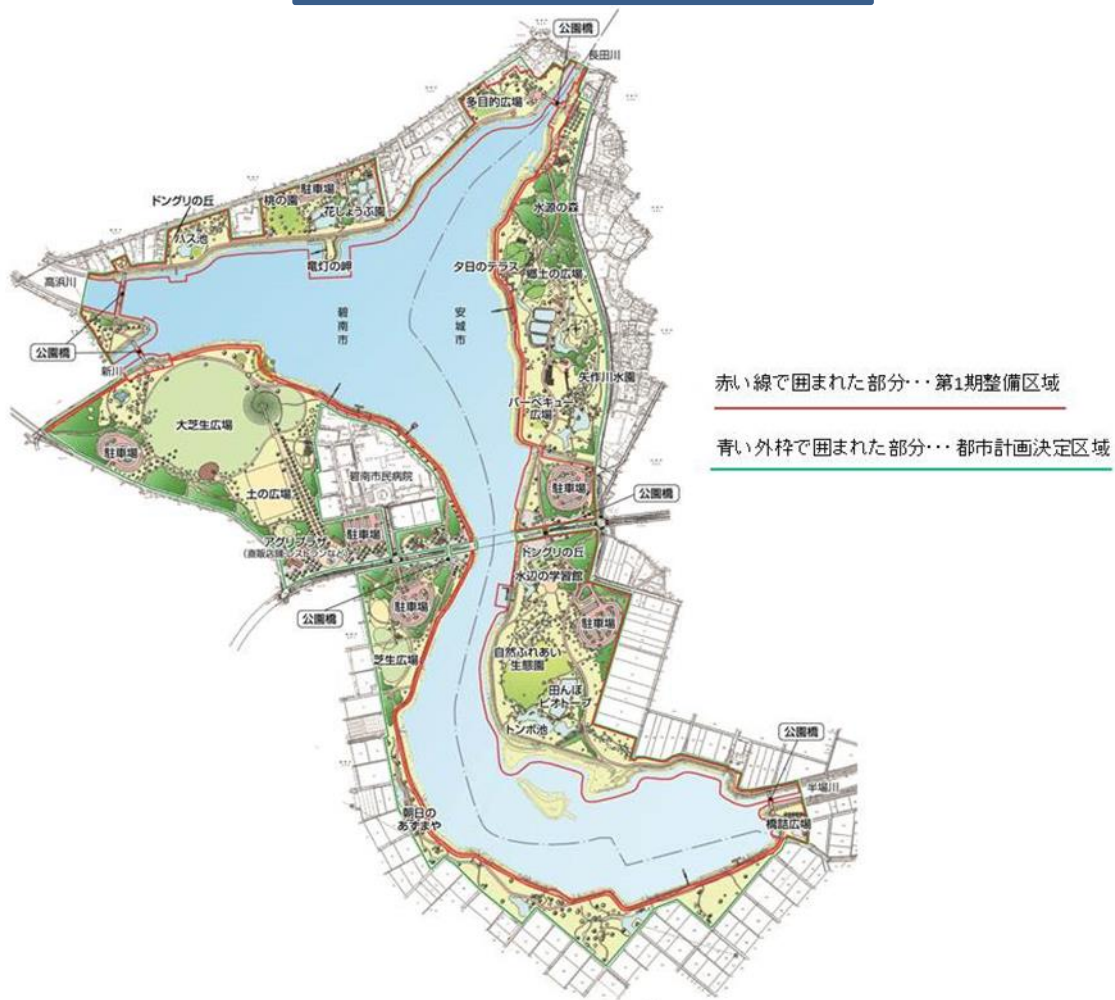 公園橋
長田川
多目的広場
駐車場
桃の園
花しょうぶ園
ドングリの丘
ハス池
水源の森
竜灯の岬
夕日のテラス
郷土の広場
高浜川
碧南市
安城市
公園橋
新川
矢作川水園
バーベキュー
広場
大芝生広場
駐車場
碧南市民病院
土の広場
駐車場
公園橋
駐車場
アグリプラザ
(直販店舗・レストランなど)
ドングリの丘
水辺の学習館
公園橋
駐車場
駐車場
芝生広場
自然ふれあい
生態園
田んぼ
ビオトープ
トンボ池
公園橋
半場川
橋詰広場
朝日の
あずまや
赤い線で囲まれた部分・・・第1期整備区域
青い外枠で囲まれた部分・・・都市計画決定区域